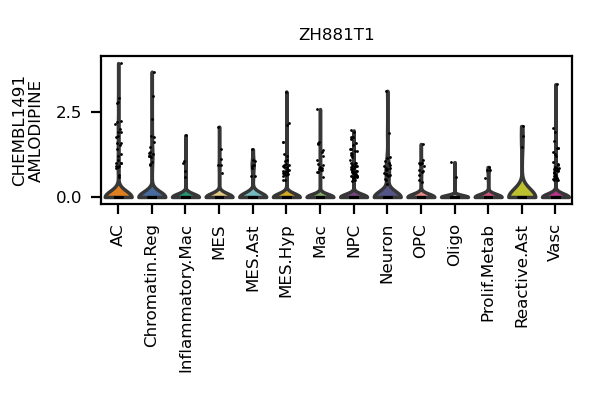 ZH881T1
CHEMBL1491
AMLODIPINE
2.5
0.0
AC
Chromatin.Reg
Inflammatory.Mac
MES
MES.Ast
MES.Hyp
Mac
NPC
Neuron
OPC
Oligo
Prolif.Metab
Reactive.Ast
Vasc